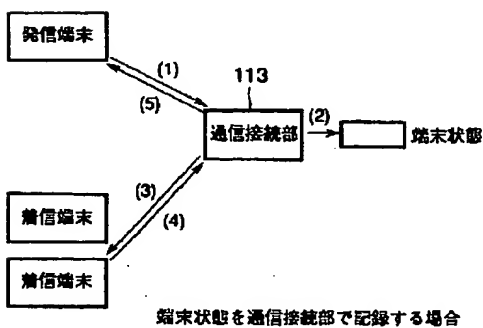 発信端末
(1)
(5)
113
通信接続部
(2)
端末状態
(3)
(4)
着信端末
着信端末
端末状態を通信接続部で記録する場合